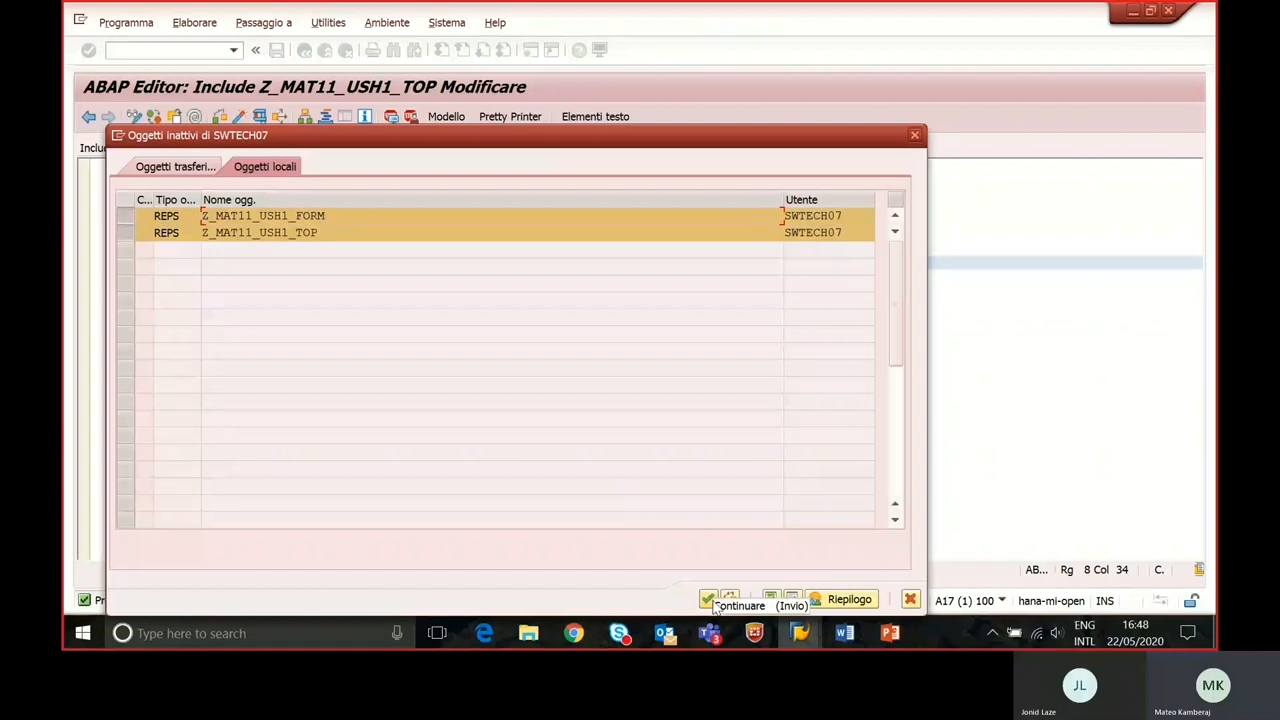 Programma Elaborare Passaggio a Utilities Ambiente Sistema Help
ABAP Editor: Include Z_MAT11_USH1_TOP Modificare
Modello Pretty Printer Elementi testo
Oggetti inattivi di SWTECH07
Inclu
Oggetti trasferi... Oggetti locali
C... Tipo o... Nome ogg. Utente
REPS Z_MAT11_USH1_FORM SWTECH07
REPS Z_MAT11_USH1_TOP SWTECH07
AB... Rg 8 Col 34 C.
Pr
Riepilogo
Continuare (Invio)
A17 (1) 100 hana-mi-open INS
Type here to search
3
ENG
INTL
16:48
22/05/2020
JL
MK
Jonid Laze
Mateo Kamberaj